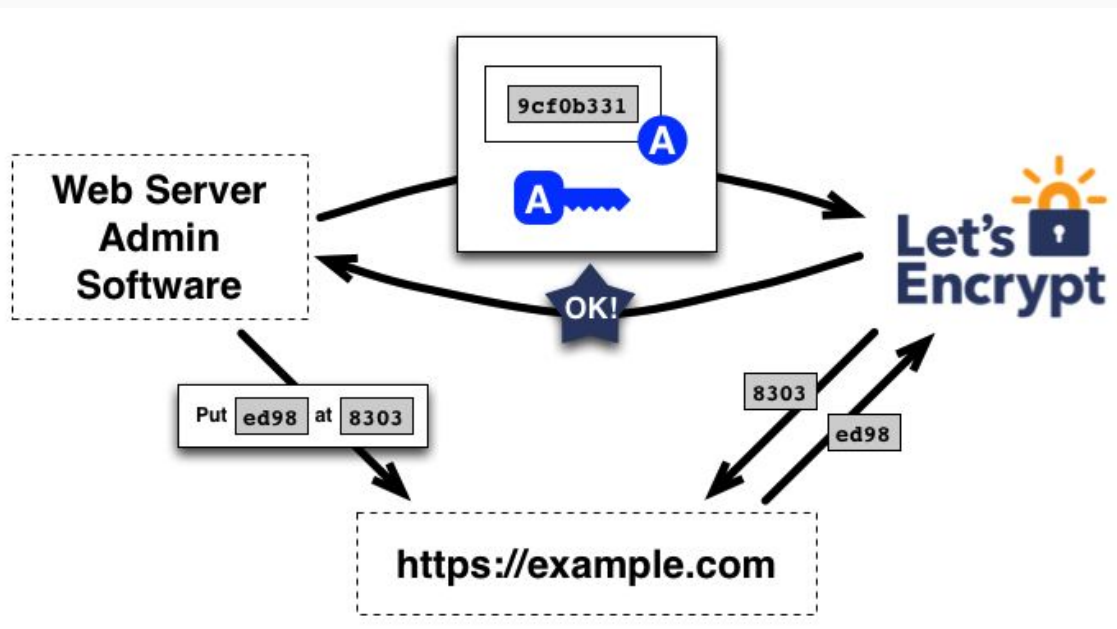 9cf0b331
A
A
Web Server
Admin
Software
Let's
Encrypt
OK!
Put ed98 at 8303
8303
ed98
https://example.com